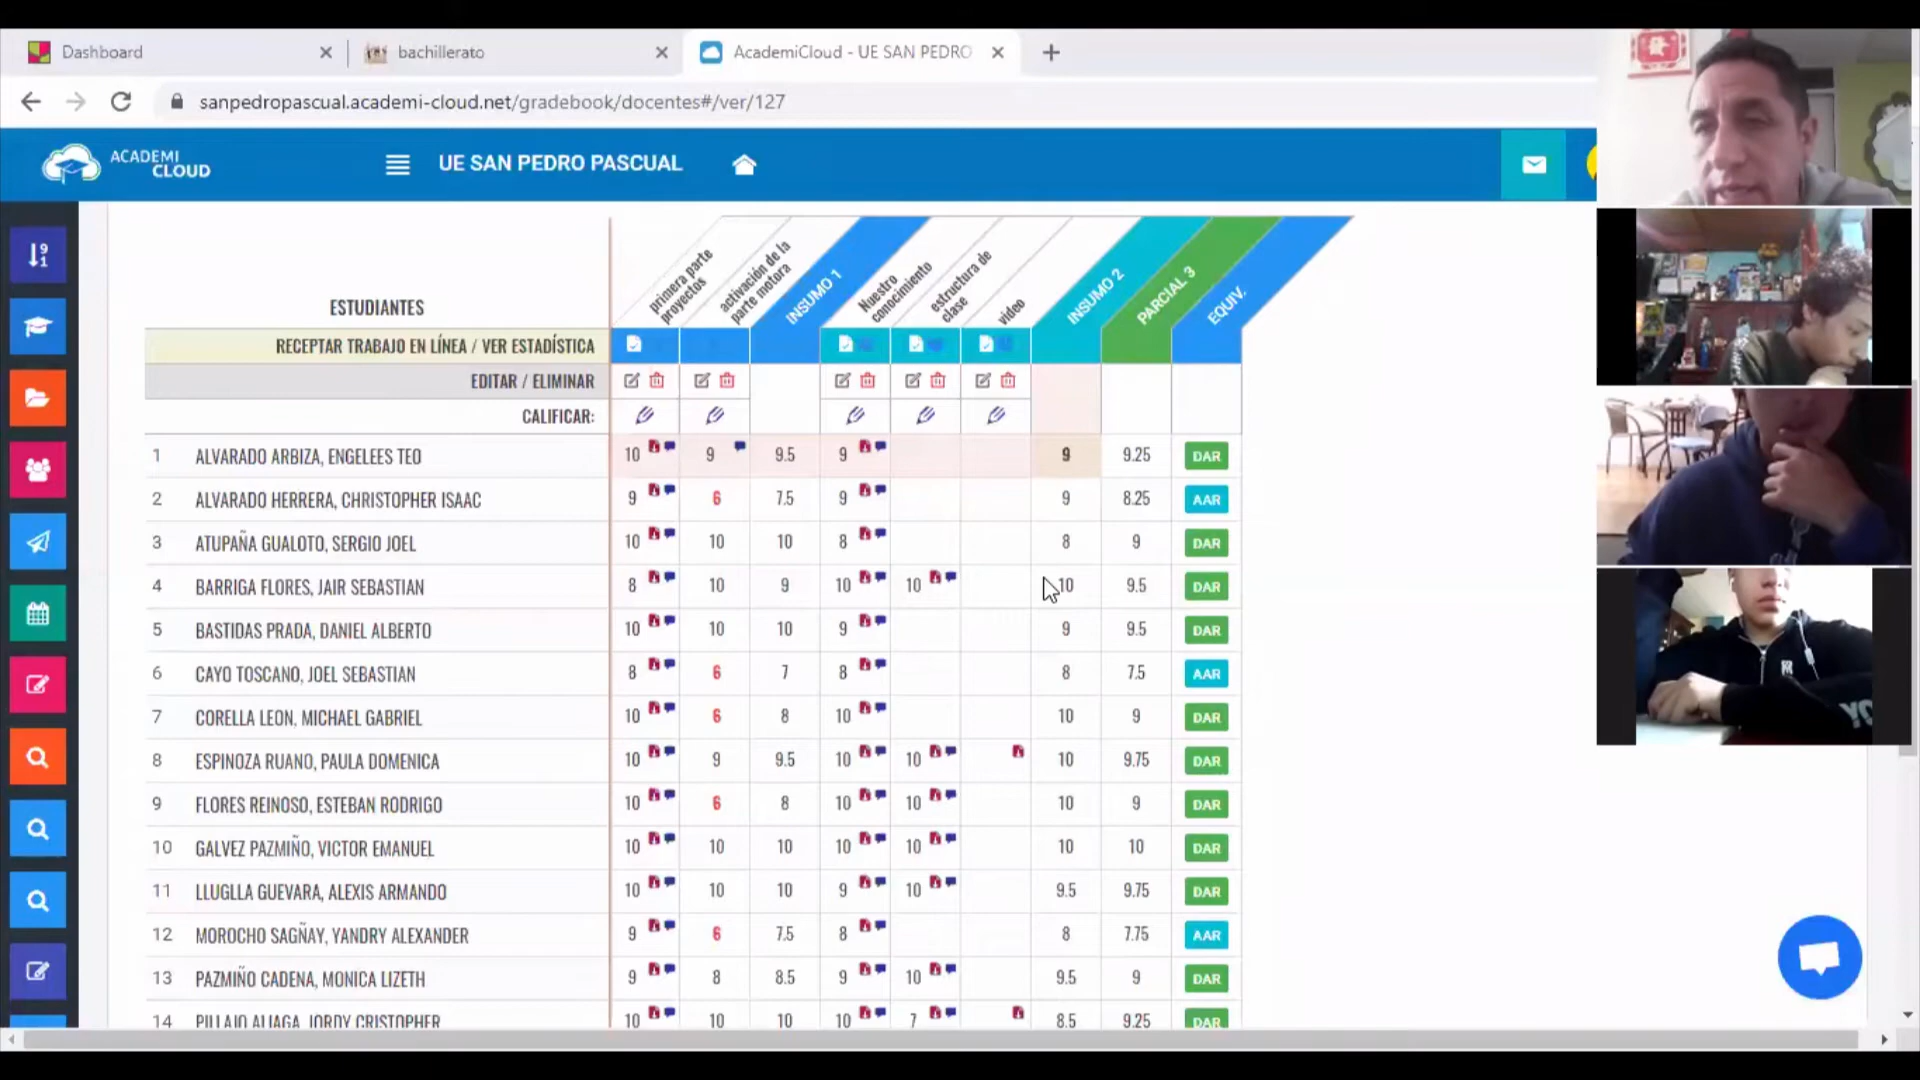 Dashboard
bachillerato
AcademiCloud - UE SAN PEDRO
sanpedropascual.academi-cloud.net/gradebook/docentes#/ver/127
ACADEMI
CLOUD
UE SAN PEDRO PASCUAL
ESTUDIANTES
primera parte
proyectos
activación de la
parte motora
INSUMO 1
Nuestro
conocimiento
estructura de
clase
video
INSUMO 2
PARCIAL 3
EQUIV.
RECEPTAR TRABAJO EN LÍNEA / VER ESTADÍSTICA
EDITAR / ELIMINAR
CALIFICAR:
1 ALVARADO ARBIZA, ENGELEES TEO 10 9 9.5 9 9 9.25 DAR
2 ALVARADO HERRERA, CHRISTOPHER ISAAC 9 6 7.5 9 9 8.25 AAR
3 ATUPAÑA GUALOTO, SERGIO JOEL 10 10 10 8 8 9 DAR
4 BARRIGA FLORES, JAIR SEBASTIAN 8 10 9 10 10 10 9.5 DAR
5 BASTIDAS PRADA, DANIEL ALBERTO 10 10 10 9 9 9.5 DAR
6 CAYO TOSCANO, JOEL SEBASTIAN 8 6 7 8 8 7.5 AAR
7 CORELLA LEON, MICHAEL GABRIEL 10 6 8 10 10 9 DAR
8 ESPINOZA RUANO, PAULA DOMENICA 10 9 9.5 10 10 10 9.75 DAR
9 FLORES REINOSO, ESTEBAN RODRIGO 10 6 8 10 10 10 9 DAR
10 GALVEZ PAZMIÑO, VICTOR EMANUEL 10 10 10 10 10 10 10 DAR
11 LLUGLLA GUEVARA, ALEXIS ARMANDO 10 10 10 9 10 9.5 9.75 DAR
12 MOROCHO SAGÑAY, YANDRY ALEXANDER 9 6 7.5 8 8 7.75 AAR
13 PAZMIÑO CADENA, MONICA LIZETH 9 8 8.5 9 10 9.5 9 DAR
14 PILLAJO ALIAGA, JORDY CRISTOPHER 10 10 10 10 7 8.5 9.25 DAR